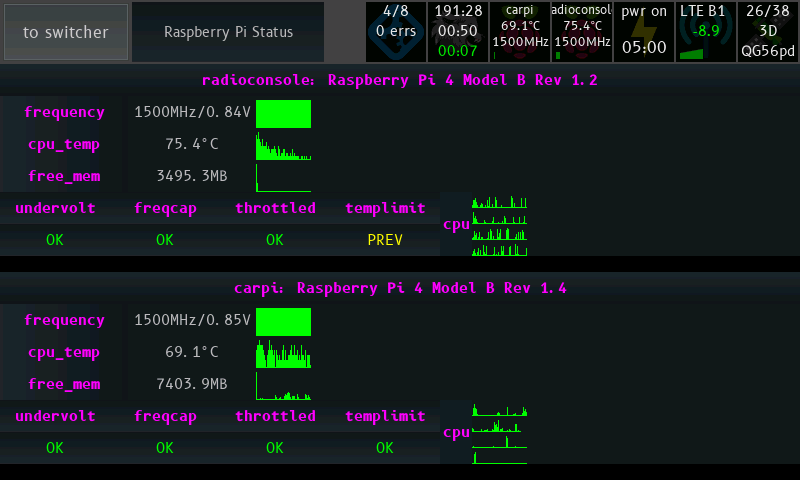 to switcher
Raspberry Pi Status
4/8
0 errs
191:28
00:50
00:07
carpi
69.1°C
1500MHz
adioconsol
75.4°C
1500MHz
pwr on
05:00
LTE B1
-8.9
26/38
3D
QG56pd
radioconsole: Raspberry Pi 4 Model B Rev 1.2
frequency 1500MHz/0.84V
cpu_temp 75.4°C
free_mem 3495.3MB
undervolt freqcap throttled templimit
cpu
OK OK OK PREV
carpi: Raspberry Pi 4 Model B Rev 1.4
frequency 1500MHz/0.85V
cpu_temp 69.1°C
free_mem 7403.9MB
undervolt freqcap throttled templimit
cpu
OK OK OK OK